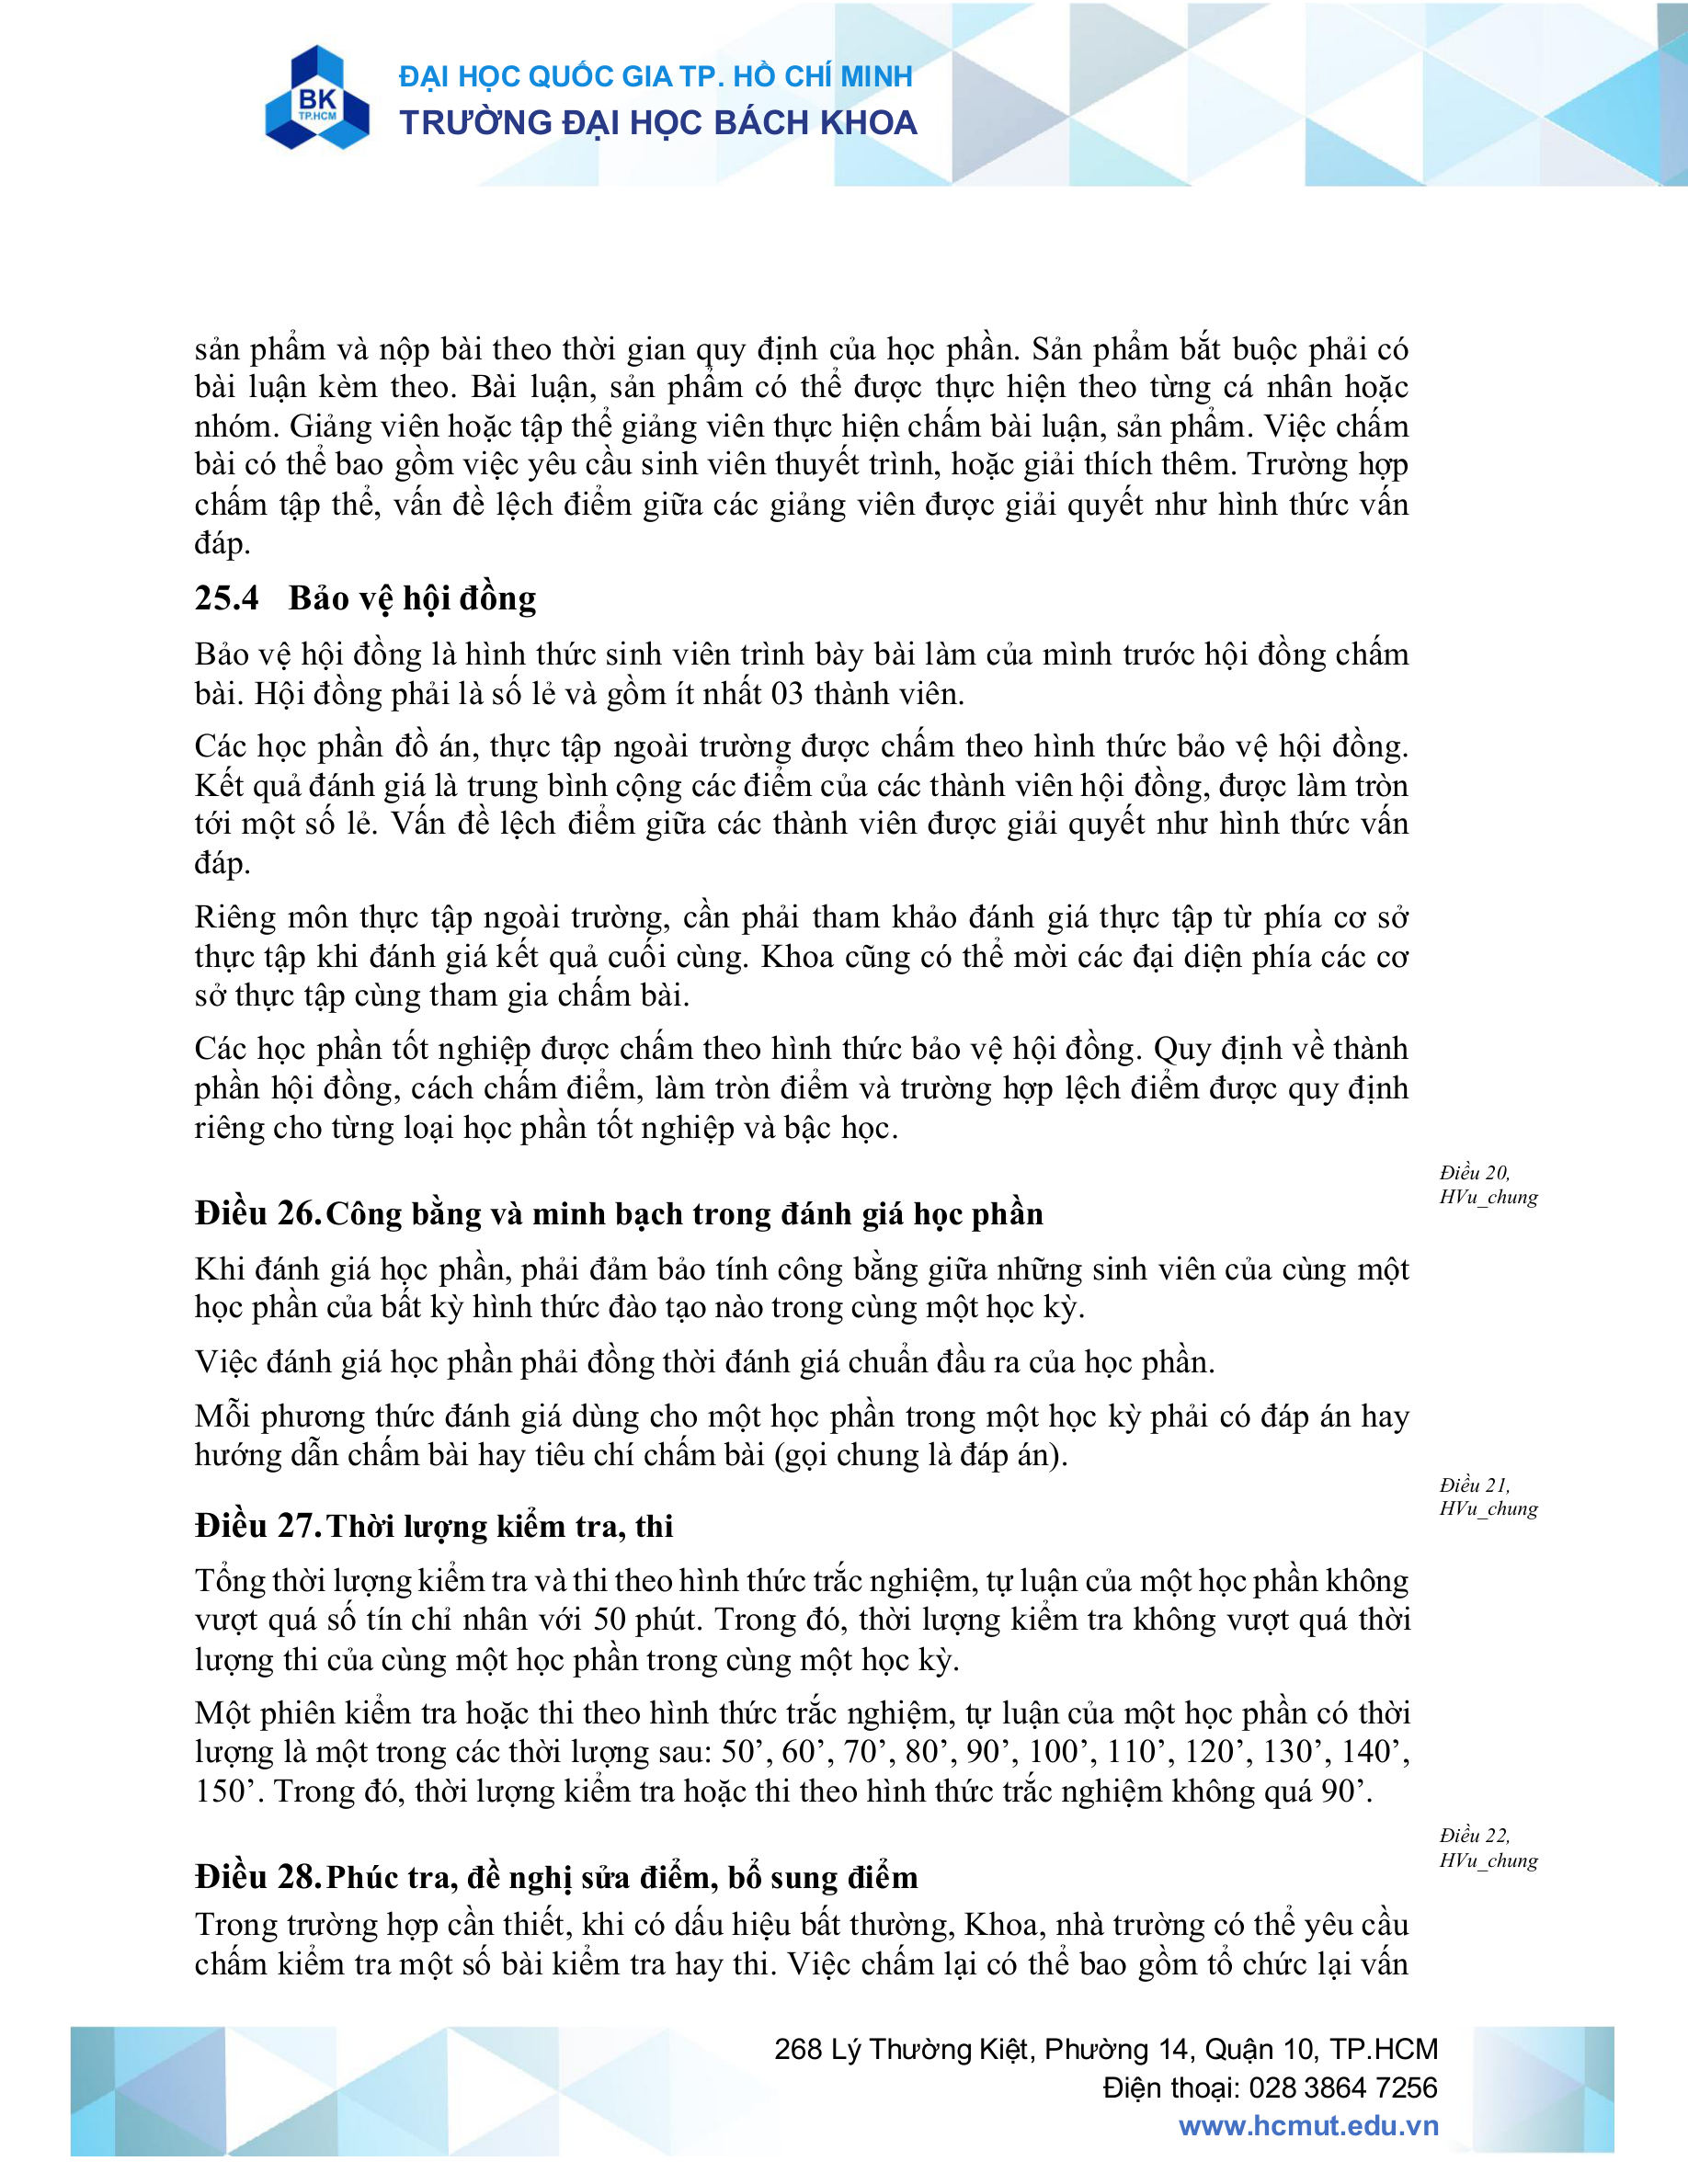 BK
TP.HCM
ĐẠI HỌC QUỐC GIA TP. HỒ CHÍ MINH
TRƯỜNG ĐẠI HỌC BÁCH KHOA
sản phẩm và nộp bài theo thời gian quy định của học phần. Sản phẩm bắt buộc phải có
bài luận kèm theo. Bài luận, sản phẩm có thể được thực hiện theo từng cá nhân hoặc
nhóm. Giảng viên hoặc tập thể giảng viên thực hiện chấm bài luận, sản phẩm. Việc chấm
bài có thể bao gồm việc yêu cầu sinh viên thuyết trình, hoặc giải thích thêm. Trường hợp
chấm tập thể, vấn đề lệch điểm giữa các giảng viên được giải quyết như hình thức vấn
đáp.
25.4 Bảo vệ hội đồng
Bảo vệ hội đồng là hình thức sinh viên trình bày bài làm của mình trước hội đồng chấm
bài. Hội đồng phải là số lẻ và gồm ít nhất 03 thành viên.
Các học phần đồ án, thực tập ngoài trường được chấm theo hình thức bảo vệ hội đồng.
Kết quả đánh giá là trung bình cộng các điểm của các thành viên hội đồng, được làm tròn
tới một số lẻ. Vấn đề lệch điểm giữa các thành viên được giải quyết như hình thức vấn
đáp.
Riêng môn thực tập ngoài trường, cần phải tham khảo đánh giá thực tập từ phía cơ sở
thực tập khi đánh giá kết quả cuối cùng. Khoa cũng có thể mời các đại diện phía các cơ
sở thực tập cùng tham gia chấm bài.
Các học phần tốt nghiệp được chấm theo hình thức bảo vệ hội đồng. Quy định về thành
phần hội đồng, cách chấm điểm, làm tròn điểm và trường hợp lệch điểm được quy định
riêng cho từng loại học phần tốt nghiệp và bậc học.
Điều 20,
HVu_chung
Điều 26. Công bằng và minh bạch trong đánh giá học phần
Khi đánh giá học phần, phải đảm bảo tính công bằng giữa những sinh viên của cùng một
học phần của bất kỳ hình thức đào tạo nào trong cùng một học kỳ.
Việc đánh giá học phần phải đồng thời đánh giá chuẩn đầu ra của học phần.
Mỗi phương thức đánh giá dùng cho một học phần trong một học kỳ phải có đáp án hay
hướng dẫn chấm bài hay tiêu chí chấm bài (gọi chung là đáp án).
Điều 21,
HVu_chung
Điều 27. Thời lượng kiểm tra, thi
Tổng thời lượng kiểm tra và thi theo hình thức trắc nghiệm, tự luận của một học phần không
vượt quá số tín chỉ nhân với 50 phút. Trong đó, thời lượng kiểm tra không vượt quá thời
lượng thi của cùng một học phần trong cùng một học kỳ.
Một phiên kiểm tra hoặc thi theo hình thức trắc nghiệm, tự luận của một học phần có thời
lượng là một trong các thời lượng sau: 50’, 60’, 70’, 80’, 90’, 100’, 110’, 120’, 130’, 140’,
150’. Trong đó, thời lượng kiểm tra hoặc thi theo hình thức trắc nghiệm không quá 90’.
Điều 22,
HVu_chung
Điều 28. Phúc tra, đề nghị sửa điểm, bổ sung điểm
Trong trường hợp cần thiết, khi có dấu hiệu bất thường, Khoa, nhà trường có thể yêu cầu
chấm kiểm tra một số bài kiểm tra hay thi. Việc chấm lại có thể bao gồm tổ chức lại vấn
268 Lý Thường Kiệt, Phường 14, Quận 10, TP.HCM
Điện thoại: 028 3864 7256
www.hcmut.edu.vn